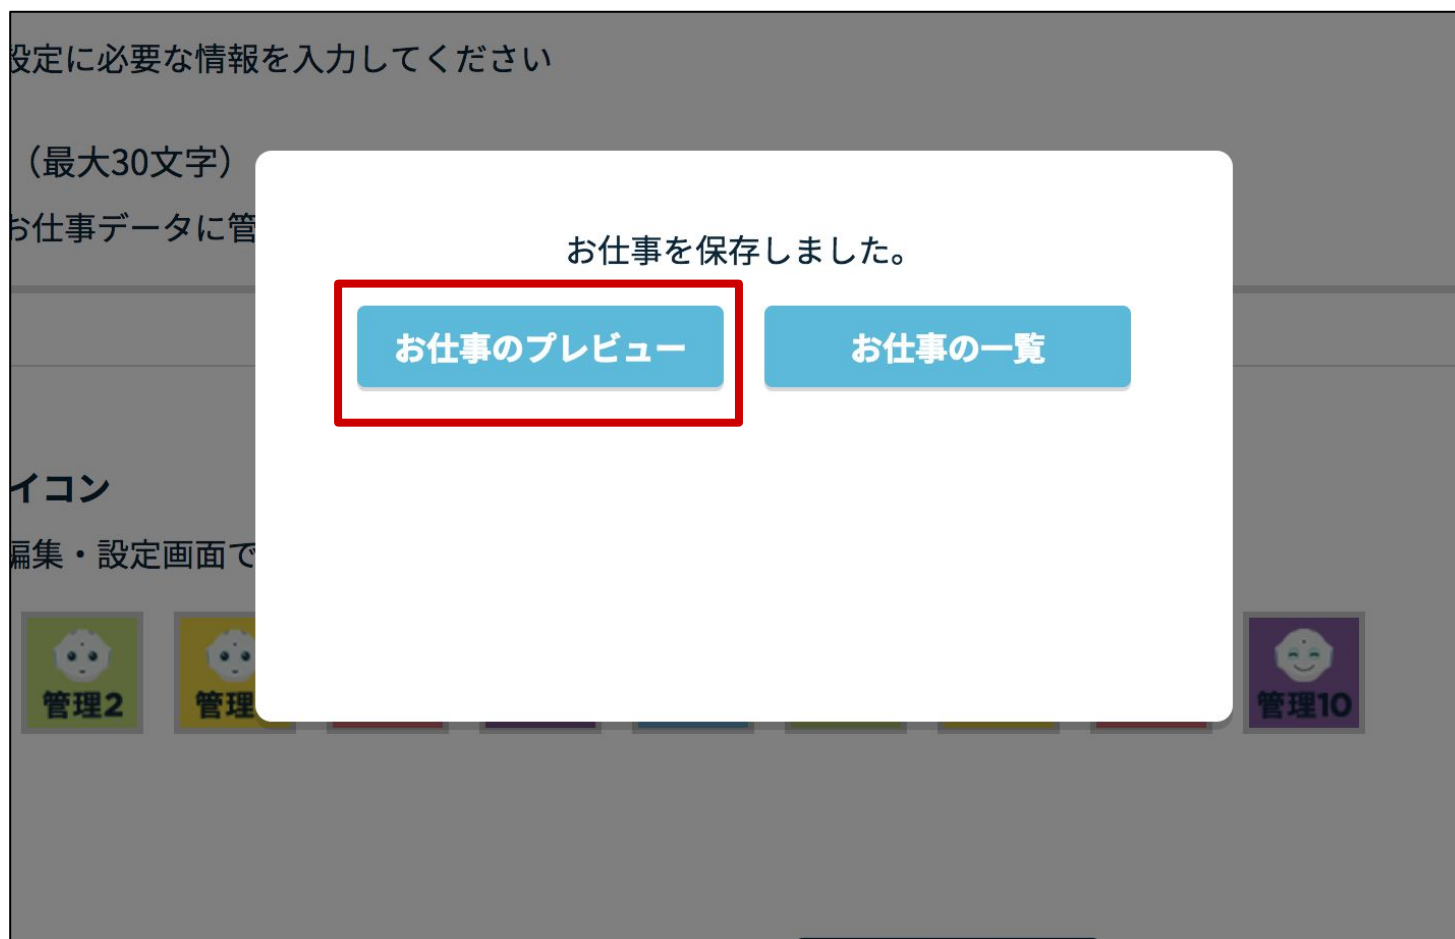 設定に必要な情報を入力してください
（最大30文字）
お仕事データに管
お仕事を保存しました。
お仕事のプレビュー
お仕事の一覧
イコン
編集・設定画面で
管理2
管理
管理10